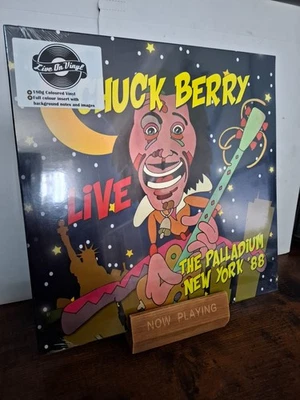 Live On Vinyl
180g Coloured Vinyl
Full colour insert with
background notes and images
CHUCK BERRY
LiVE
THE PALLADIUM
NEW YORK '88
NOW PLAYING